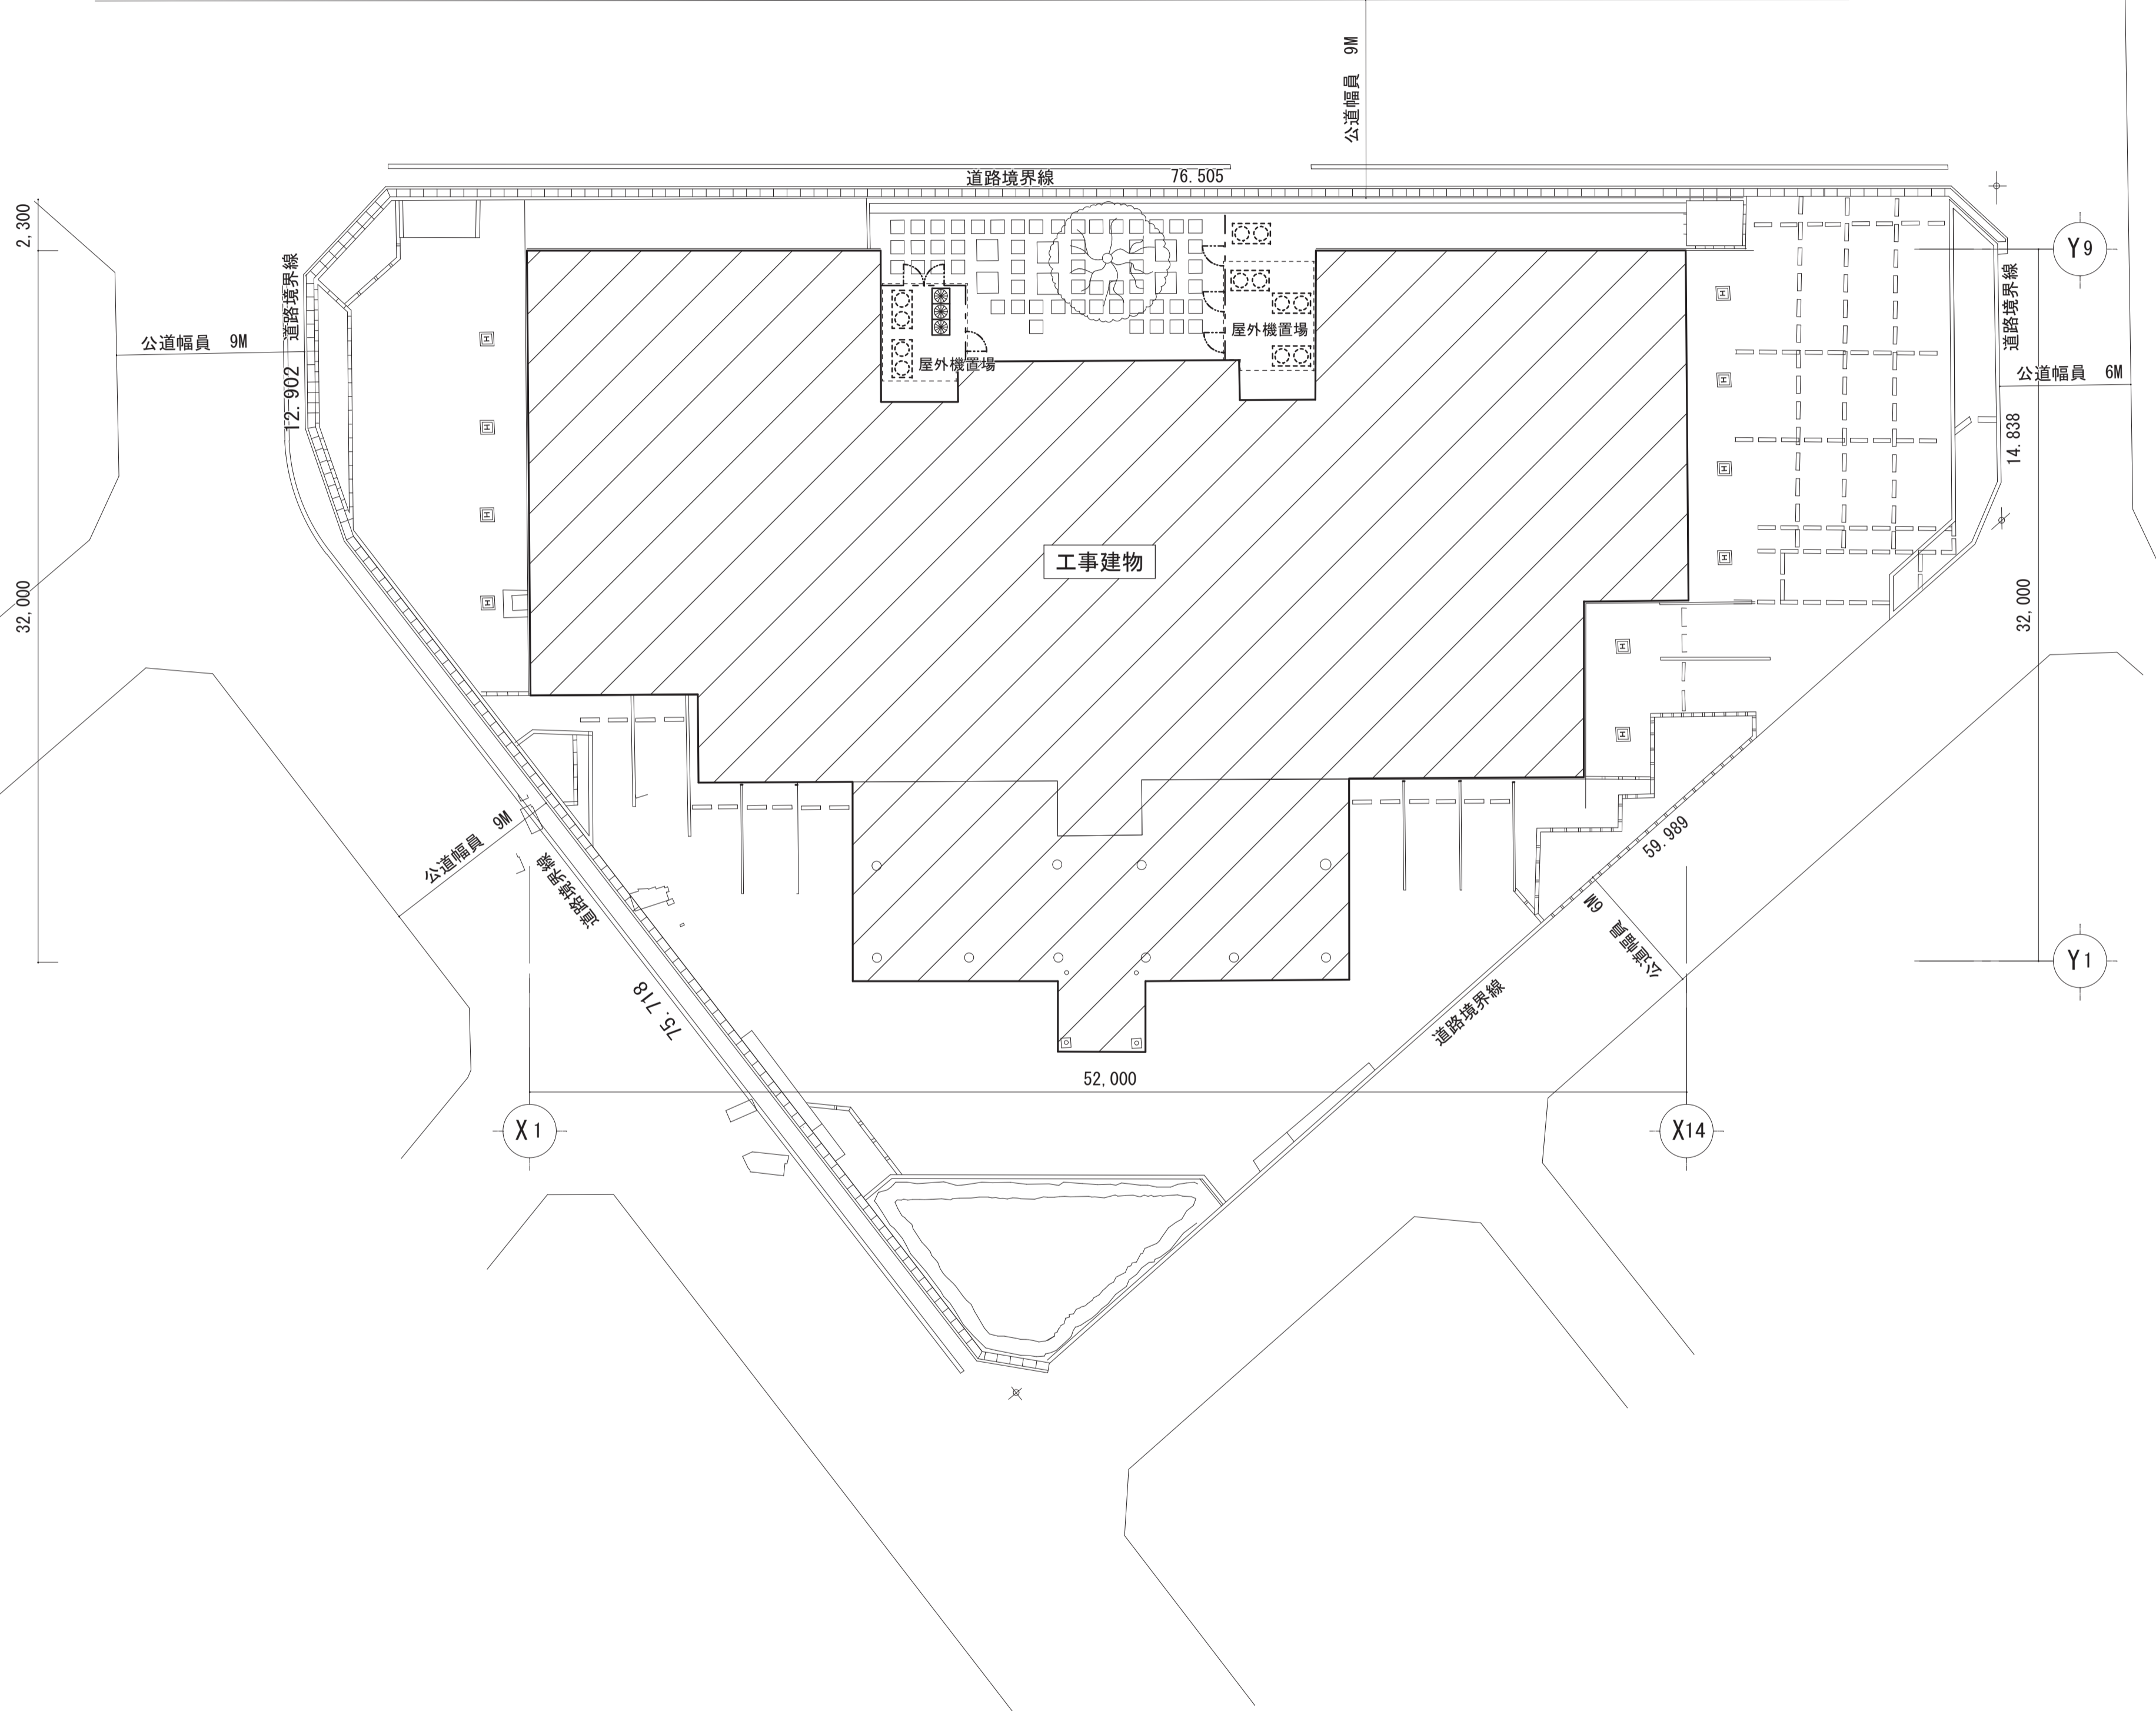 公道幅員 9M
道路境界線 76.505
2,300
道路境界線
12.902
公道幅員 9M
屋外機置場
屋外機置場
Y9
道路境界線
公道幅員 6M
14.838
工事建物
32,000
32,000
公道幅員 9M
道路境界線
59.989
公道幅員 6M
Y1
75.718
道路境界線
52,000
X1
X14
H
H
H
H
H
H
H
H
H
H